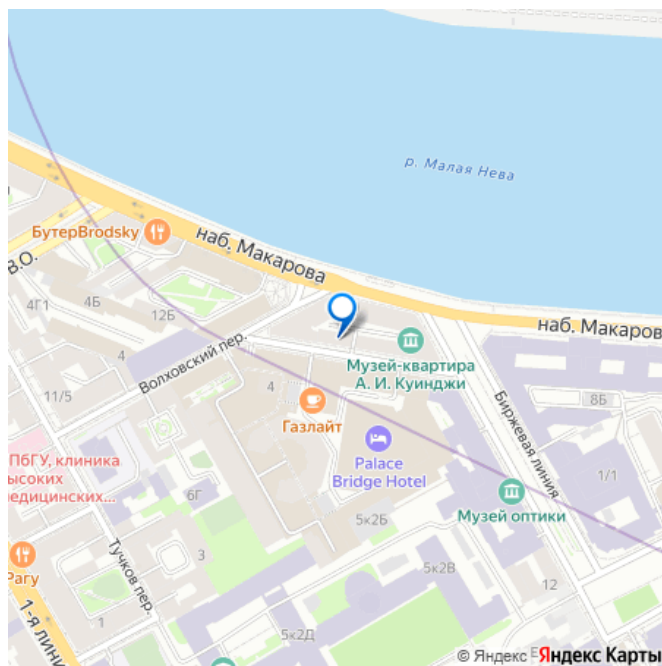 р. Малая Нева
БутерBrodsky
наб. Макарова
В.О.
4Б
4Г1
12Б
наб. Макаров
Музей-квартира
А. И. Куинджи
Волховский пер.
4
4
11/5
8Б
Биржевая линия
Газлайт
Palace
Bridge Hotel
ПбГУ, клиника
ысоких
едицинских...
1/1
6Г
Музей оптики
5к2Б
Тучков пер.
3
Рагу
5к2В
12
1-я лини
1
5к2Д
© Яндекс Е
Яндекс Карты